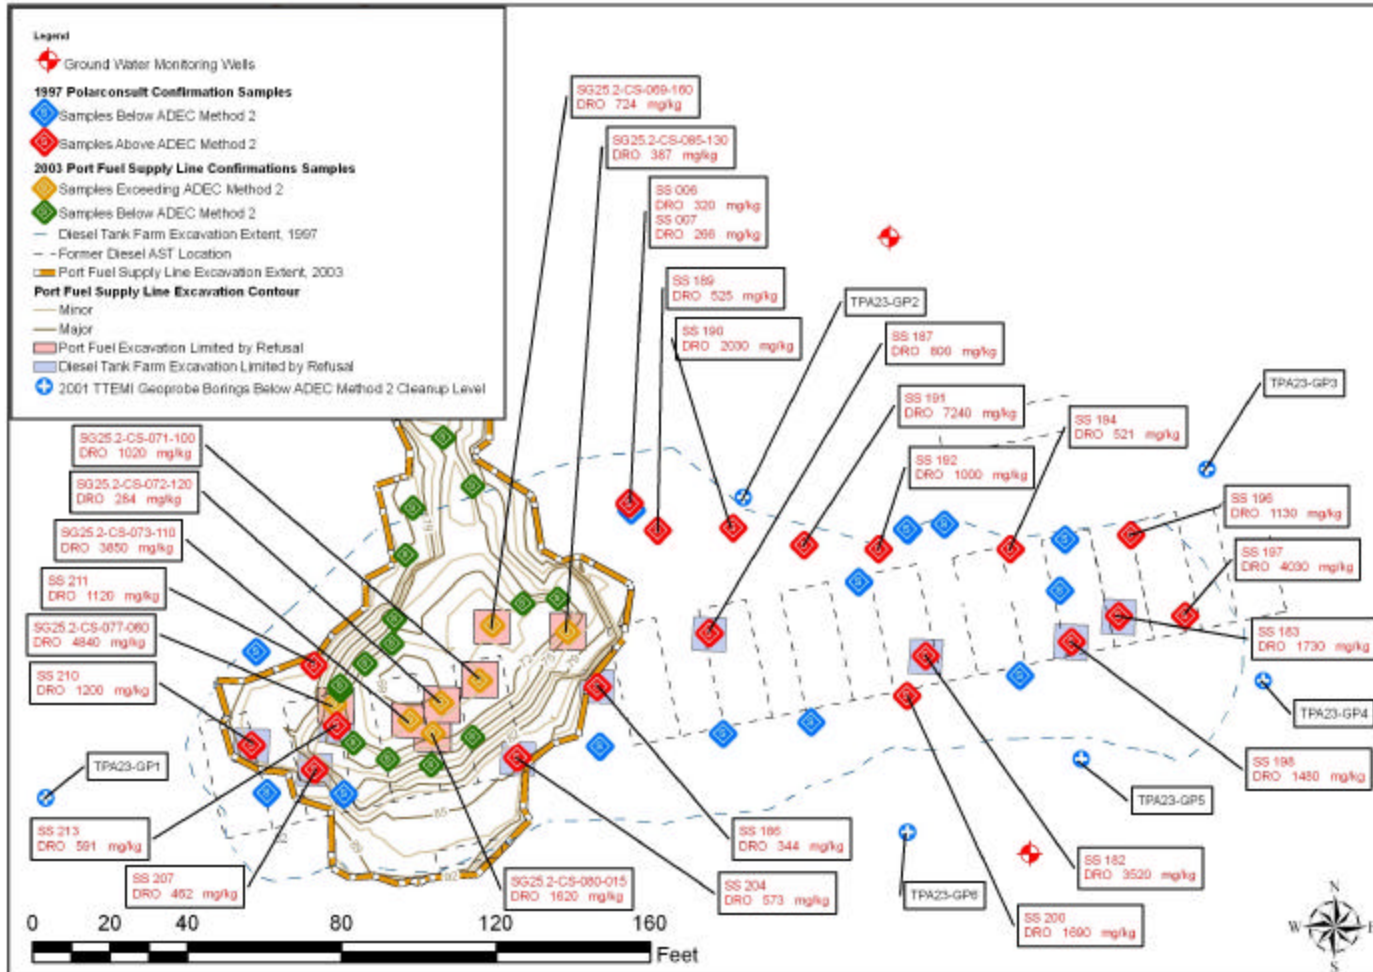 Legend
Ground Water Monitoring Wells
1997 Polarconsult Confirmation Samples
Samples Below ADEC Method 2
Samples Above ADEC Method 2
2003 Port Fuel Supply Line Confirmations Samples
Samples Exceeding ADEC Method 2
Samples Below ADEC Method 2
Diesel Tank Farm Excavation Extent, 1997
Former Diesel AST Location
Port Fuel Supply Line Excavation Extent, 2003
Port Fuel Supply Line Excavation Contour
Minor
Major
Port Fuel Excavation Limited by Refusal
Diesel Tank Farm Excavation Limited by Refusal
2001 TTEMI Geoprobe Borings Below ADEC Method 2 Cleanup Level
SG25.2-CS-069-160
DRO 724 mg/kg
SG25.2-CS-085-130
DRO 387 mg/kg
SS 006
DRO 320 mg/kg
SS 007
DRO 266 mg/kg
SS 189
DRO 525 mg/kg
SS 190
DRO 2030 mg/kg
TPA23-GP2
SS 187
DRO 800 mg/kg
SS 191
DRO 7240 mg/kg
SS 192
DRO 1000 mg/kg
SS 194
DRO 521 mg/kg
TPA23-GP3
SS 196
DRO 1130 mg/kg
SS 197
DRO 4030 mg/kg
SS 183
DRO 1730 mg/kg
TPA23-GP4
SS 198
DRO 1480 mg/kg
TPA23-GP5
SS 182
DRO 3520 mg/kg
SS 200
DRO 1690 mg/kg
TPA23-GP6
SS 186
DRO 344 mg/kg
SS 204
DRO 573 mg/kg
SG25.2-CS-080-015
DRO 1620 mg/kg
SG25.2-CS-071-100
DRO 1020 mg/kg
SG25.2-CS-072-120
DRO 284 mg/kg
SG25.2-CS-073-110
DRO 3850 mg/kg
SS 211
DRO 1120 mg/kg
SG25.2-CS-077-060
DRO 4840 mg/kg
SS 210
DRO 1200 mg/kg
TPA23-GP1
SS 213
DRO 591 mg/kg
SS 207
DRO 462 mg/kg
0 20 40 80 120 160
Feet
N
W
E
S